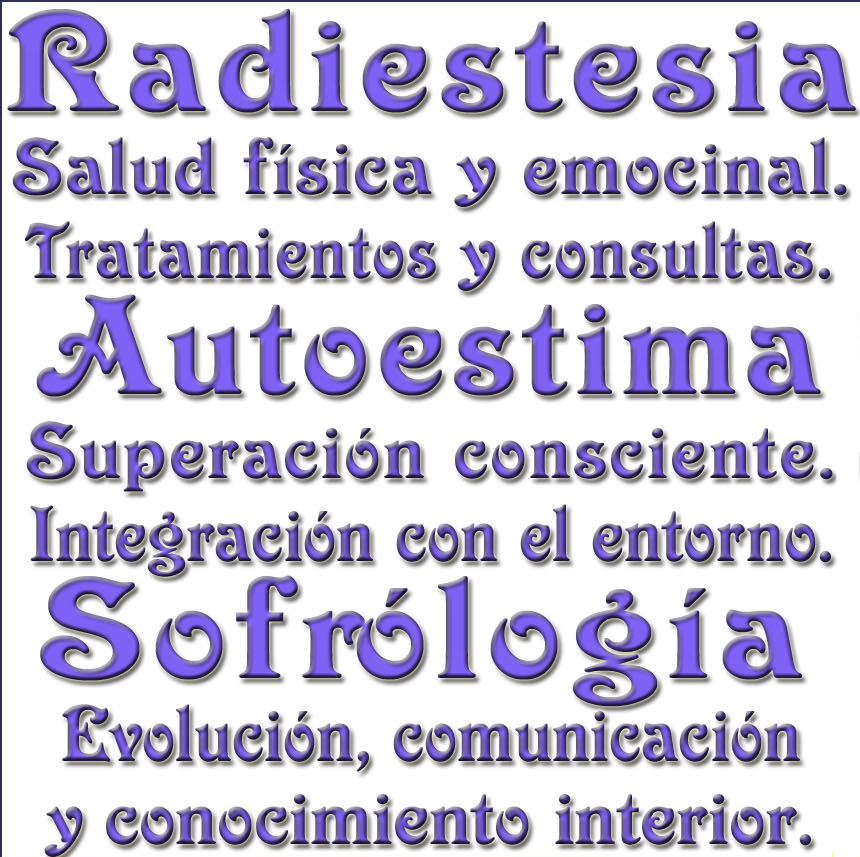 Radiestesia
Salud física y emocinal.
Tratamientos y consultas.
Autoestima
Superación consciente.
Integración con el entorno.
Sofrólogía
Evolución, comunicación
y conocimiento interior.